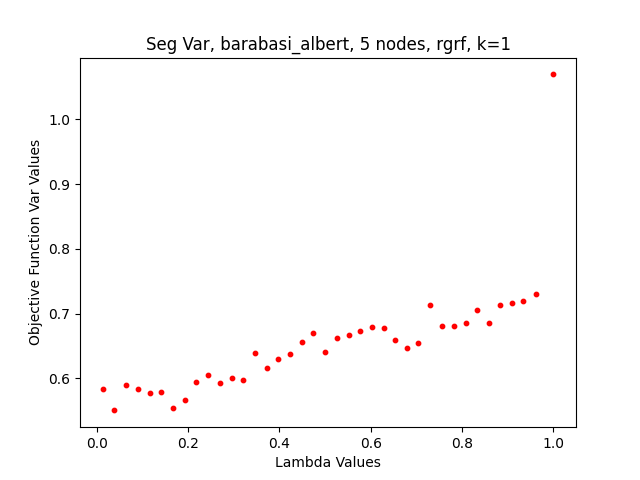 Seg Var, barabasi_albert, 5 nodes, rgrf, k=1
Objective Function Var Values
1.0
0.9
0.8
0.7
0.6
0.0 0.2 0.4 0.6 0.8 1.0
Lambda Values